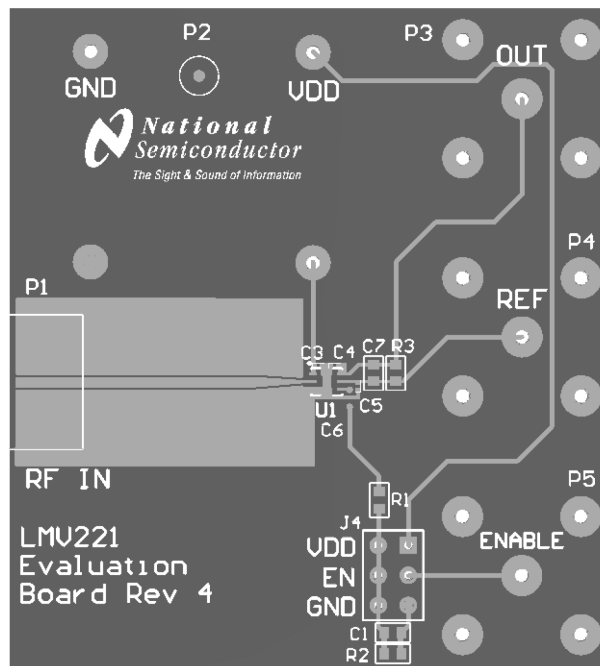 P2
P3
OUT
GND
VDD
National
Semiconductor
The Sight & Sound of Information
P4
P1
REF
C3 C4 C7 R3
U1
C5
C6
RF IN
P5
R1
J4
LMV221
Evaluation
Board Rev 4
VDD
EN
GND
ENABLE
C1
R2